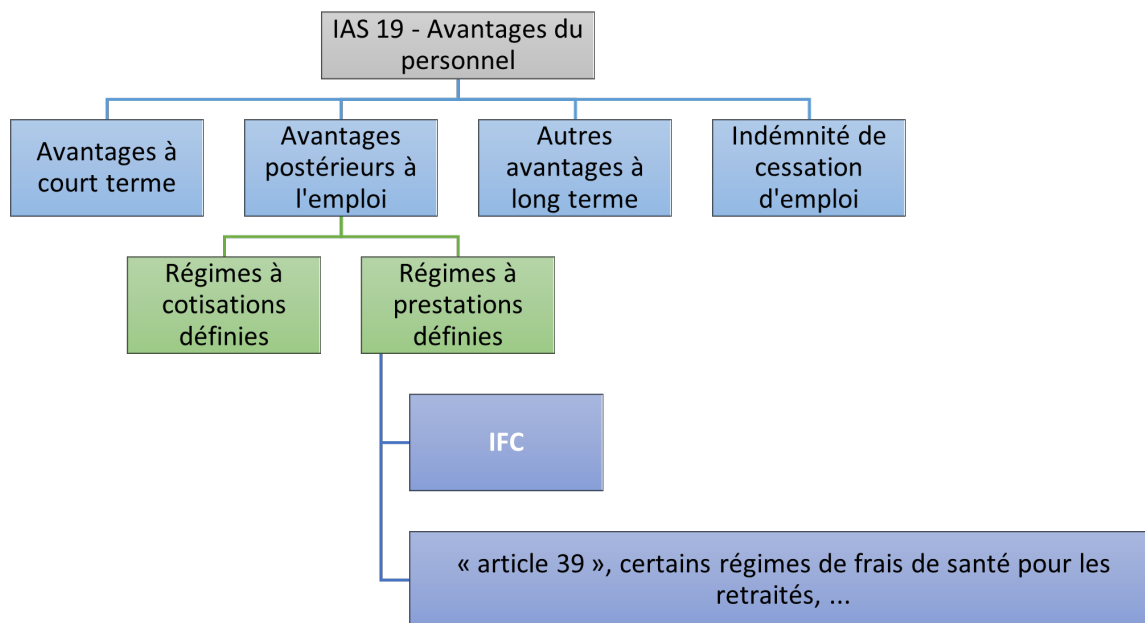 IAS 19 - Avantages du
personnel
Avantages à
court terme
Avantages
postérieurs à
l'emploi
Autres
avantages à
long terme
Indémnité de
cessation
d'emploi
Régimes à
cotisations
définies
Régimes à
prestations
définies
IFC
« article 39 », certains régimes de frais de santé pour les
retraités, ...